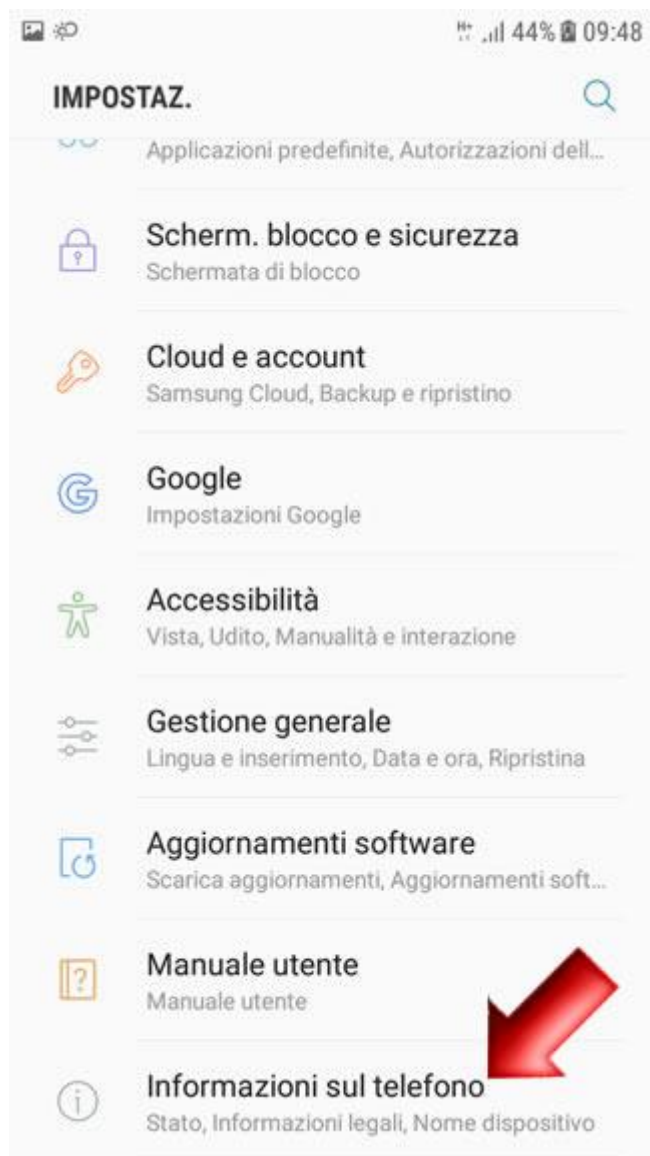 44% 09:48
IMPOSTAZ.
Applicazioni predefinite, Autorizzazioni dell...
Scherm. blocco e sicurezza
Schermata di blocco
Cloud e account
Samsung Cloud, Backup e ripristino
Google
Impostazioni Google
Accessibilità
Vista, Udito, Manualità e interazione
Gestione generale
Lingua e inserimento, Data e ora, Ripristina
Aggiornamenti software
Scarica aggiornamenti, Aggiornamenti soft...
Manuale utente
Manuale utente
Informazioni sul telefono
Stato, Informazioni legali, Nome dispositivo